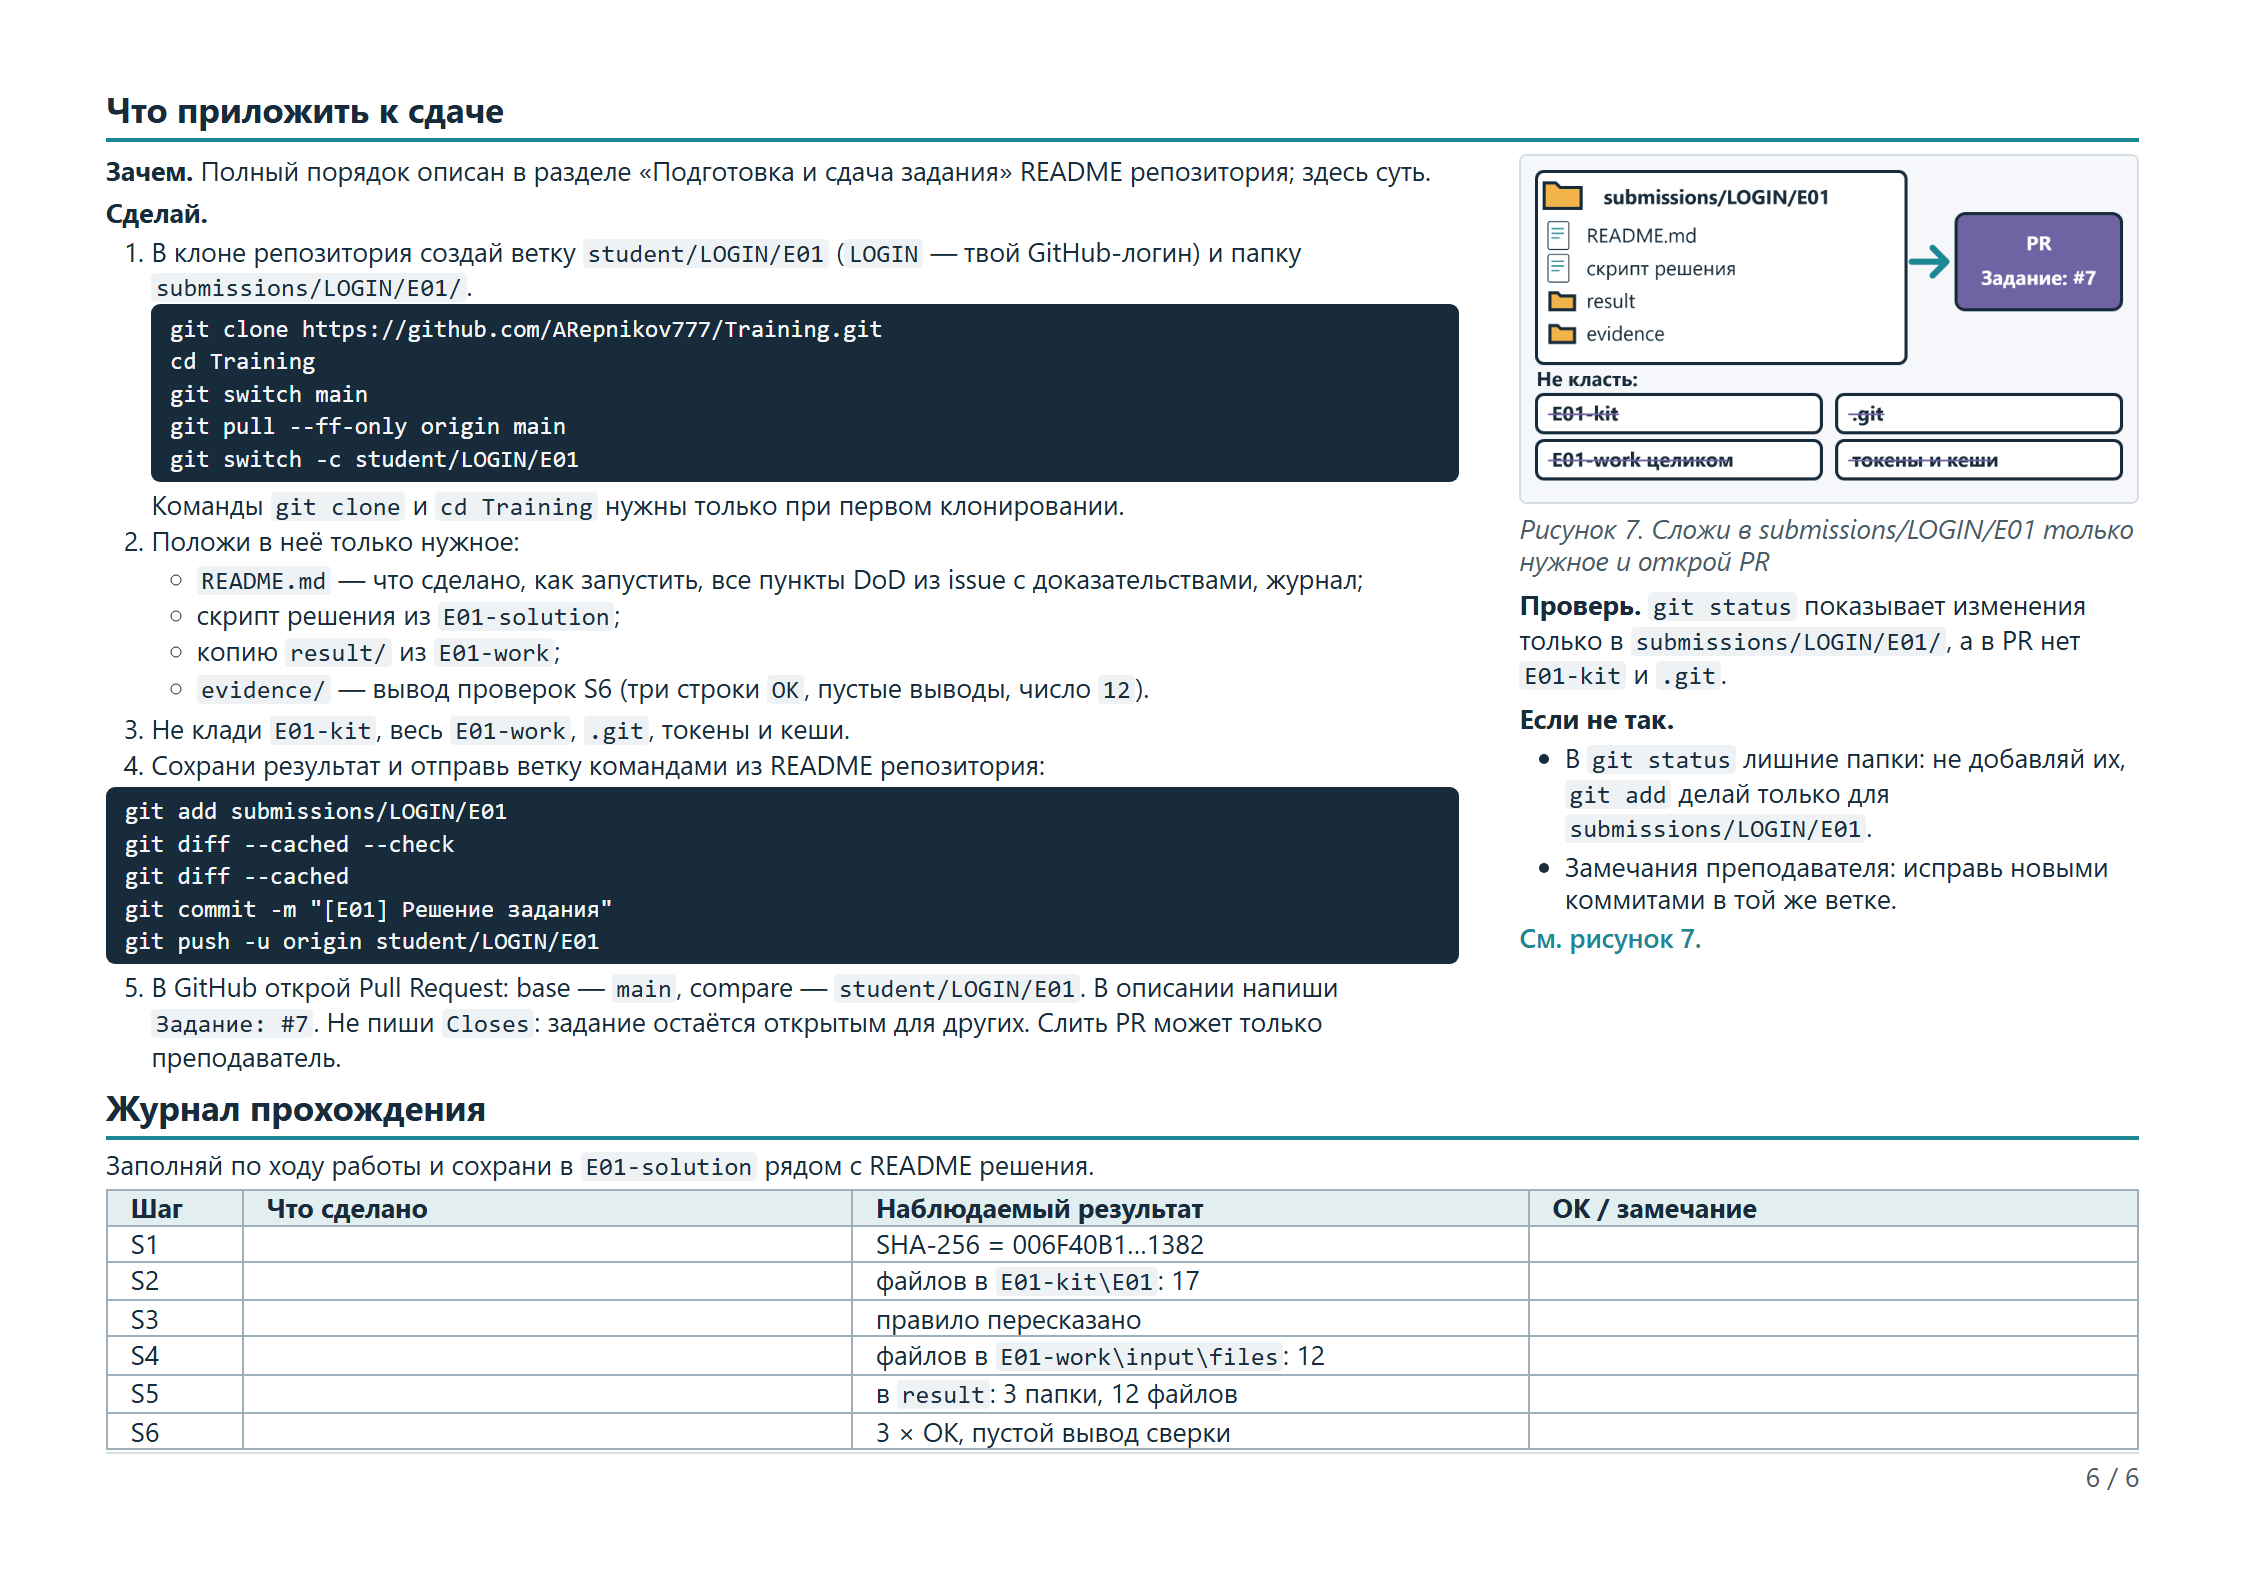 Что приложить к сдаче
Зачем. Полный порядок описан в разделе «Подготовка и сдача задания» README репозитория; здесь суть.
Сделай.
1. В клоне репозитория создай ветку student/LOGIN/E01 (LOGIN — твой GitHub-логин) и папку
submissions/LOGIN/E01/.
git clone https://github.com/ARepnikov777/Training.git
cd Training
git switch main
git pull --ff-only origin main
git switch -c student/LOGIN/E01
Команды git clone и cd Training нужны только при первом клонировании.
2. Положи в неё только нужное:
○ README.md — что сделано, как запустить, все пункты DoD из issue с доказательствами, журнал;
○ скрипт решения из E01-solution;
○ копию result/ из E01-work;
○ evidence/ — вывод проверок S6 (три строки OK, пустые выводы, число 12).
3. Не клади E01-kit, весь E01-work, .git, токены и кеши.
4. Сохрани результат и отправь ветку командами из README репозитория:
git add submissions/LOGIN/E01
git diff --cached --check
git diff --cached
git commit -m "[E01] Решение задания"
git push -u origin student/LOGIN/E01
5. В GitHub открой Pull Request: base — main, compare — student/LOGIN/E01. В описании напиши
Задание: #7. Не пиши Closes: задание остаётся открытым для других. Слить PR может только
преподаватель.
submissions/LOGIN/E01
README.md
скрипт решения
result
evidence
PR
Задание: #7
Не класть:
E01-kit
.git
E01-work целиком
токены и кеши
Рисунок 7. Сложи в submissions/LOGIN/E01 только
нужное и открой PR
Проверь. git status показывает изменения
только в submissions/LOGIN/E01/, а в PR нет
E01-kit и .git.
Если не так.
• В git status лишние папки: не добавляй их,
git add делай только для
submissions/LOGIN/E01.
• Замечания преподавателя: исправь новыми
коммитами в той же ветке.
См. рисунок 7.
Журнал прохождения
Заполняй по ходу работы и сохрани в E01-solution рядом с README решения.
Шаг Что сделано Наблюдаемый результат ОК / замечание
S1 SHA-256 = 006F40B1…1382
S2 файлов в E01-kit\E01: 17
S3 правило пересказано
S4 файлов в E01-work\input\files: 12
S5 в result: 3 папки, 12 файлов
S6 3 × ОК, пустой вывод сверки
6 / 6